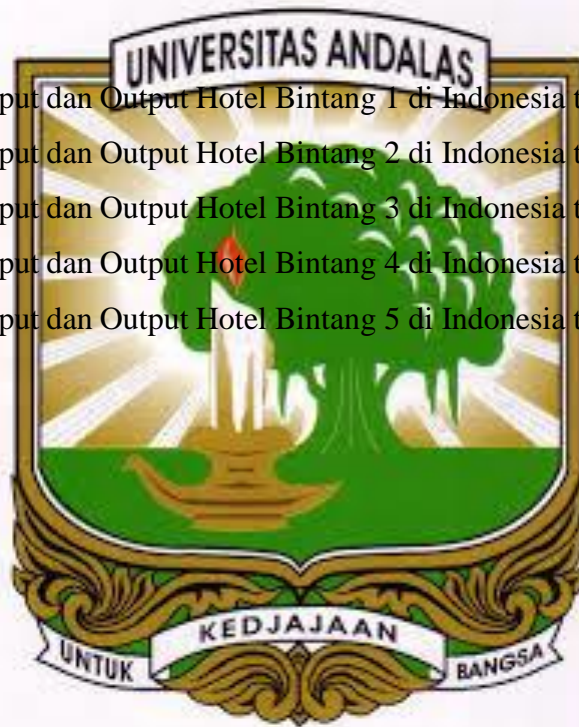 UNIVERSITAS ANDALAS
put dan Output Hotel Bintang 1 di Indonesia t
put dan Output Hotel Bintang 2 di Indonesia t
put dan Output Hotel Bintang 3 di Indonesia t
put dan Output Hotel Bintang 4 di Indonesia t
put dan Output Hotel Bintang 5 di Indonesia t
UNTUK KEDJAJAAN BANGSA